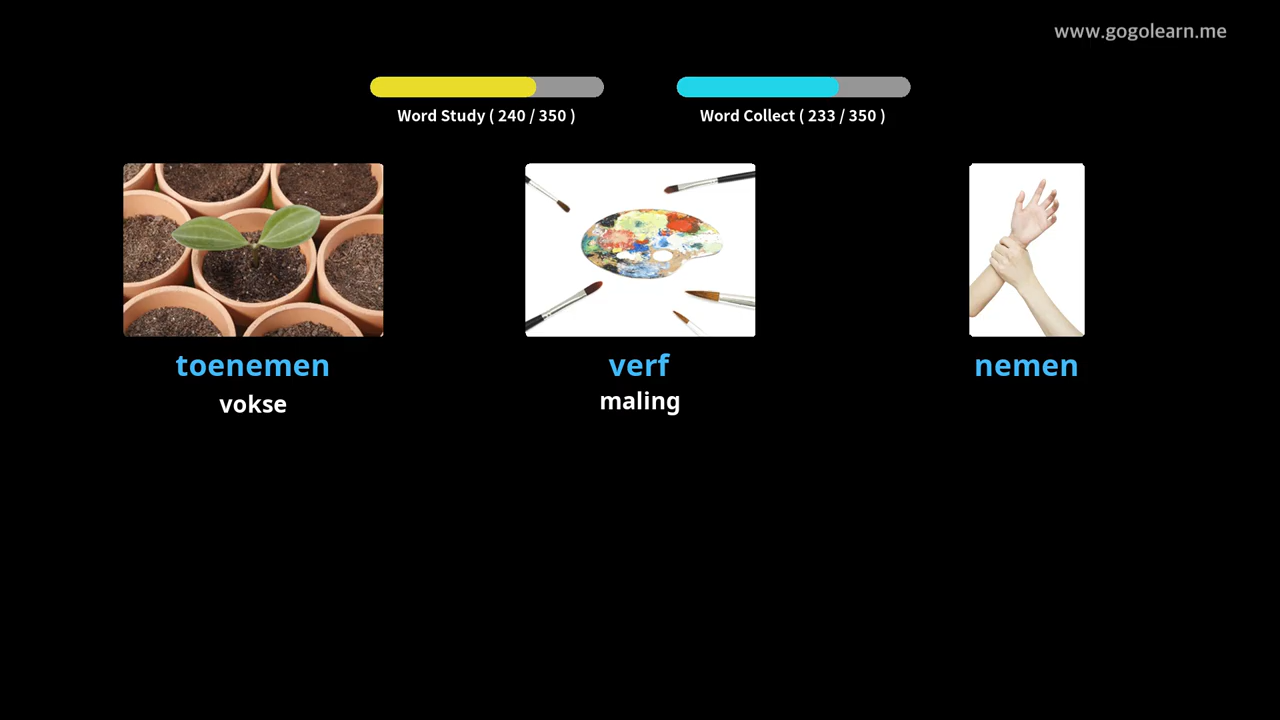 www.gogolearn.me
Word Study ( 240 / 350 )
Word Collect ( 233 / 350 )
toenemen
verf
nemen
vokse
maling